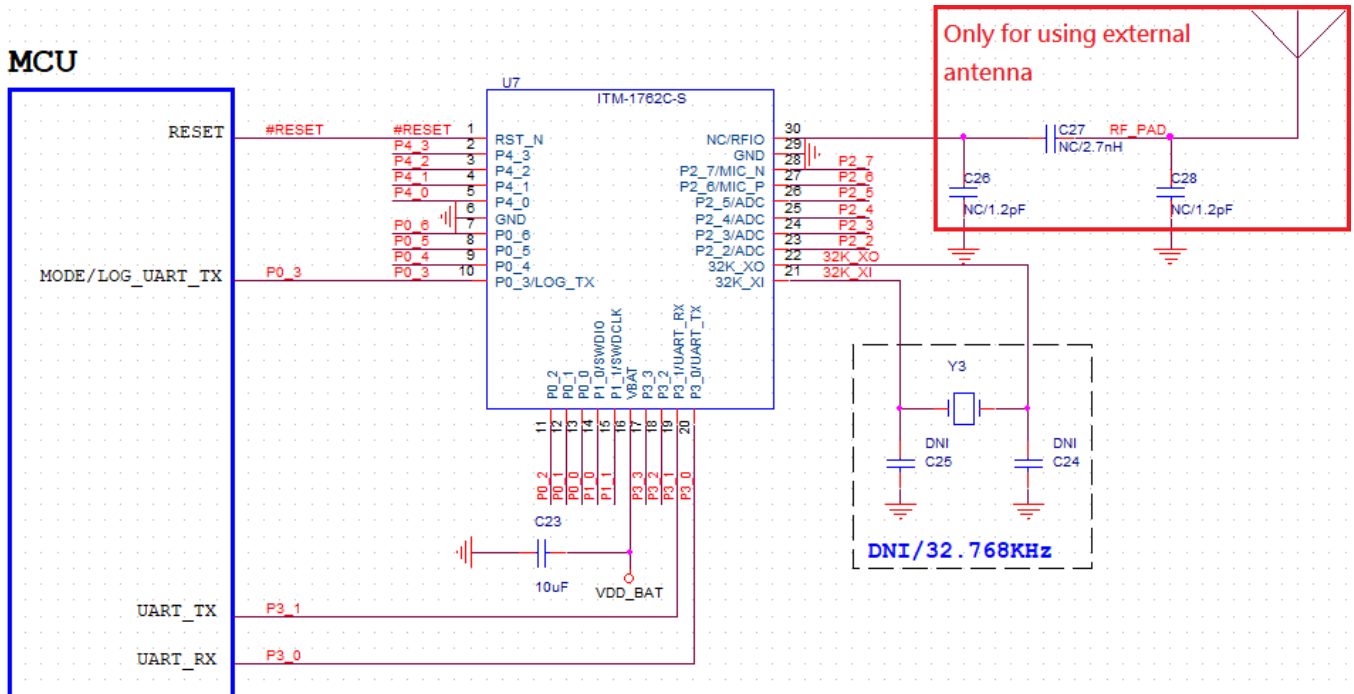 Only for using external
antenna
MCU
U7
ITM-1762C-S
RESET
#RESET
#RESET
1
RST_N
P4_3
2
P4_3
P4_2
3
P4_2
P4_1
4
P4_1
P4_0
5
P4_0
6
GND
P0_6
7
P0_6
P0_5
8
P0_5
P0_4
9
P0_4
MODE/LOG_UART_TX
P0_3
P0_3
10
P0_3/LOG_TX
NC/RFIO
30
GND
29
P2_7/MIC_N
28
P2_7
P2_6/MIC_P
27
P2_6
P2_5/ADC
26
P2_5
P2_4/ADC
25
P2_4
P2_3/ADC
24
P2_3
P2_2/ADC
23
P2_2
32K_XO
22
32K_XO
32K_XI
21
32K_XI
C27
RF_PAD
NC/2.7nH
C26
NC/1.2pF
C28
NC/1.2pF
P0_2
P0_1
P0_0
P1_0/SWDIO
P1_1/SWDCLK
VBAT
P3_3
P3_2
P3_1/UART_RX
P3_0/UART_TX
11
12
13
14
15
16
17
18
19
20
P0_2
P0_1
P0_0
P1_0
P1_1
P3_3
P3_2
P3_1
P3_0
Y3
DNI
C25
DNI
C24
DNI/32.768KHz
C23
10uF
VDD_BAT
UART_TX
P3_1
UART_RX
P3_0